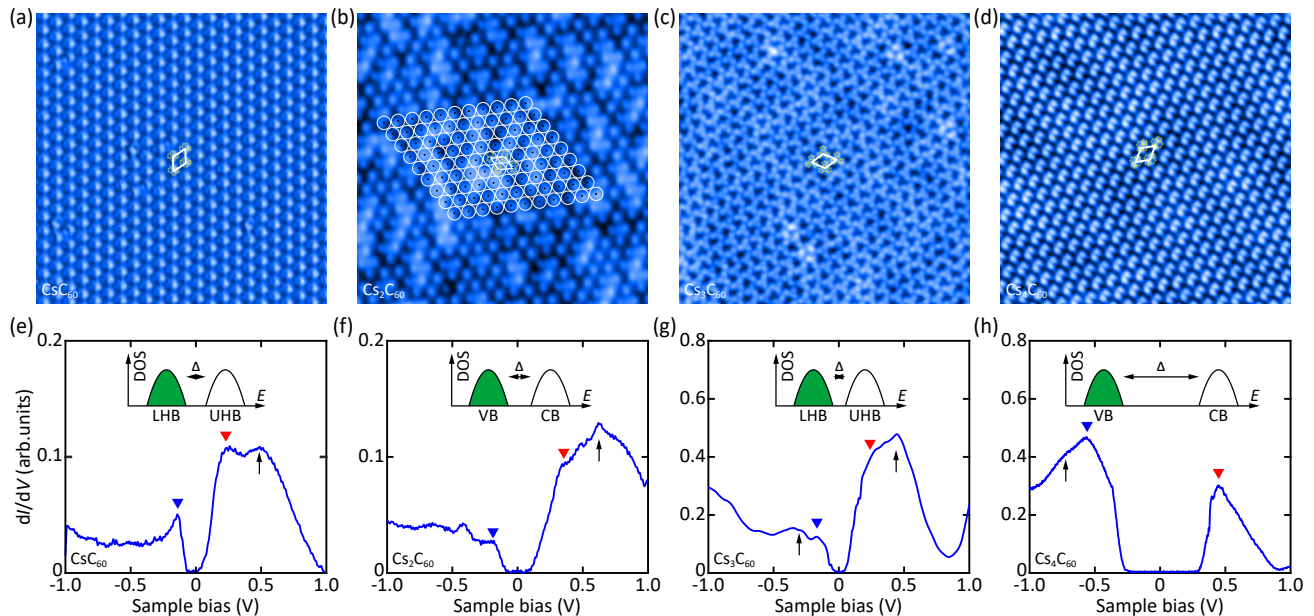 (a) (b) (c) (d)
CsC₆₀ Cs₂C₆₀ Cs₃C₆₀ Cs₄C₆₀
(e) (f) (g) (h)
0.2 0.2 0.8 0.8
DOS Δ E DOS Δ E DOS Δ E DOS Δ E
LHB UHB VB CB LHB UHB VB CB
0.6 0.6
dI/dV (arb.units)
0.1 0.1 0.4 0.4
0.2 0.2
CsC₆₀ Cs₂C₆₀ Cs₃C₆₀ Cs₄C₆₀
0 0 0 0
-1.0 -0.5 0 0.5 1.0 -1.0 -0.5 0 0.5 1.0 -1.0 -0.5 0 0.5 1.0 -1.0 -0.5 0 0.5 1.0
Sample bias (V) Sample bias (V) Sample bias (V) Sample bias (V)